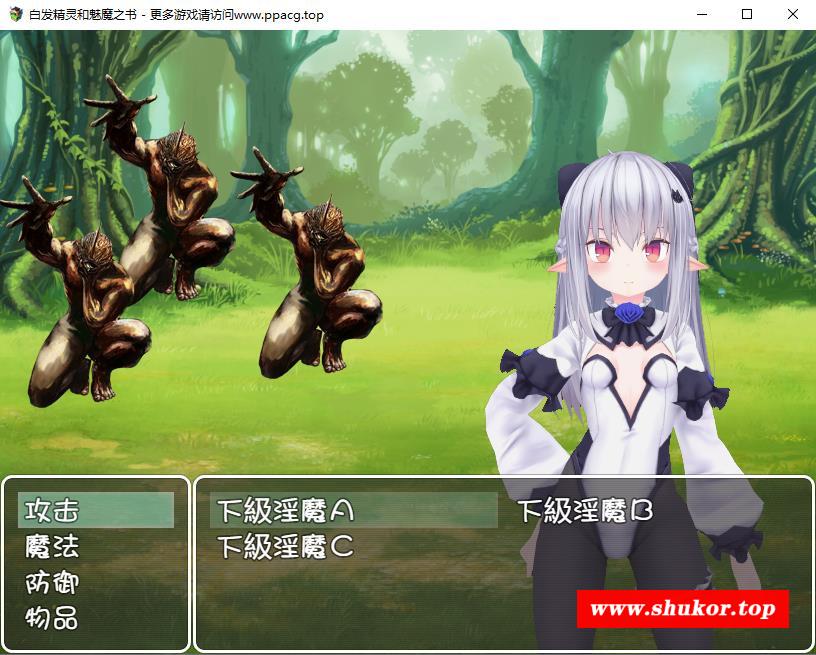 白发精灵和魅魔之书 - 更多游戏请访问www.ppacg.top
攻击
魔法
防御
物品
下級淫魔A 下級淫魔B
下級淫魔C
www.shukor.top